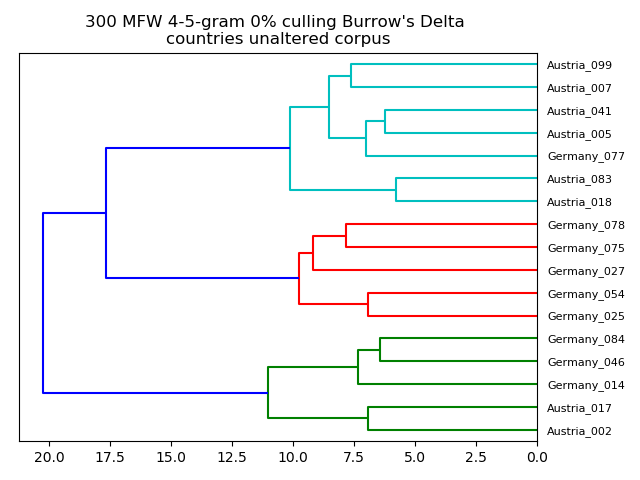 300 MFW 4-5-gram 0% culling Burrow's Delta
countries unaltered corpus
Austria_099
Austria_007
Austria_041
Austria_005
Germany_077
Austria_083
Austria_018
Germany_078
Germany_075
Germany_027
Germany_054
Germany_025
Germany_084
Germany_046
Germany_014
Austria_017
Austria_002
20.0 17.5 15.0 12.5 10.0 7.5 5.0 2.5 0.0